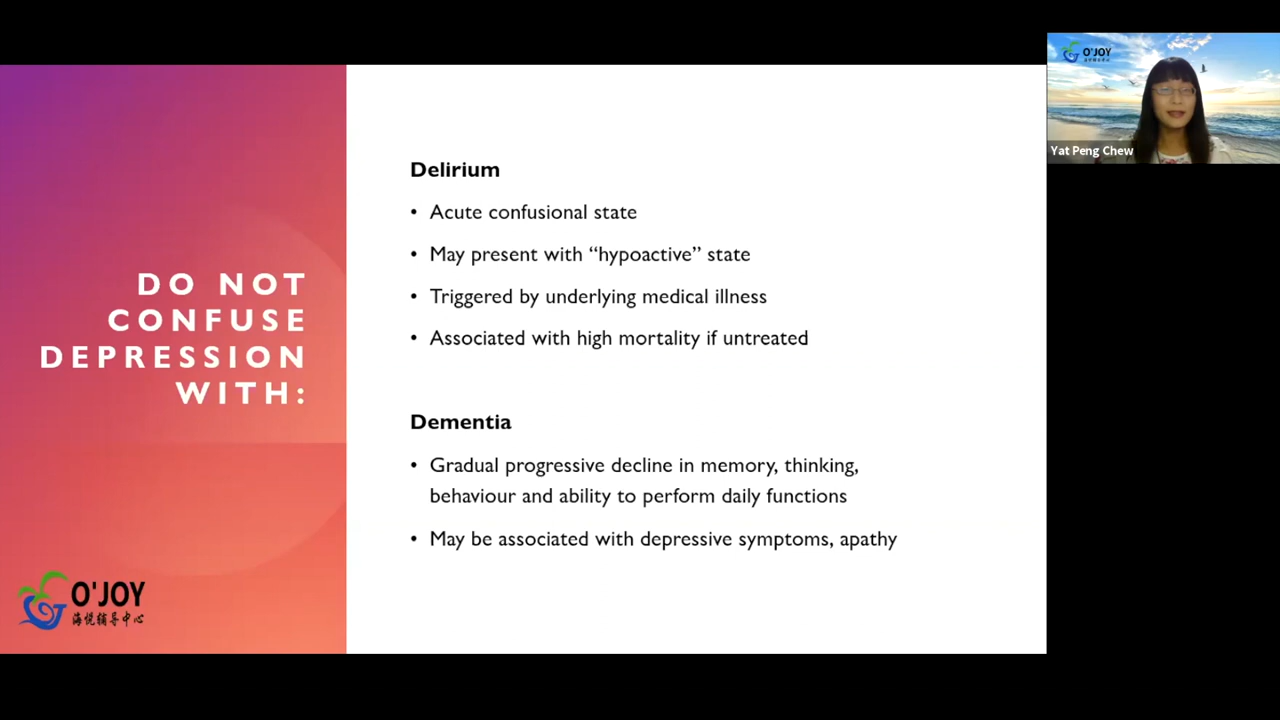 DO NOT
CONFUSE
DEPRESSION
WITH:
Delirium
• Acute confusional state
• May present with “hypoactive” state
• Triggered by underlying medical illness
• Associated with high mortality if untreated
Dementia
• Gradual progressive decline in memory, thinking,
behaviour and ability to perform daily functions
• May be associated with depressive symptoms, apathy
O'JOY
海悦辅导中心
O'JOY
Yat Peng Chew